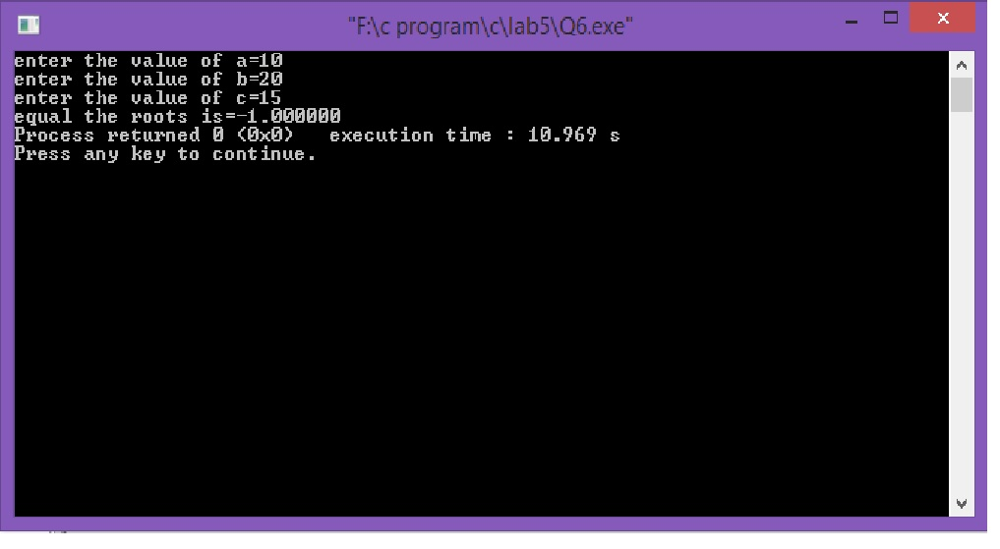 "F:\c program\c\lab5\Q6.exe"
enter the value of a=10
enter the value of b=20
enter the value of c=15
equal the roots is=-1.000000
Process returned 0 (0x0)   execution time : 10.969 s
Press any key to continue.